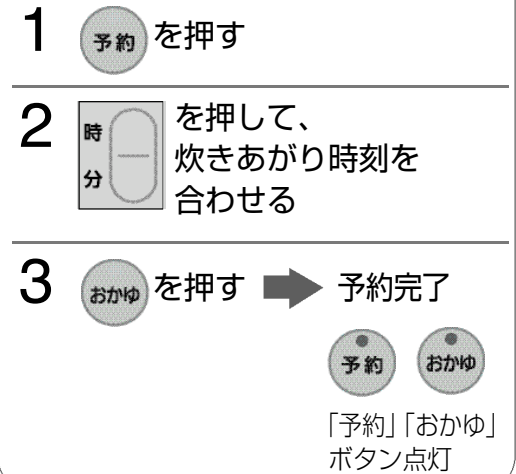 1 予約 を押す
2 時 分 を押して、
炊きあがり時刻を
合わせる
3 おかゆ を押す 予約完了
予約 おかゆ
「予約」「おかゆ」
ボタン点灯